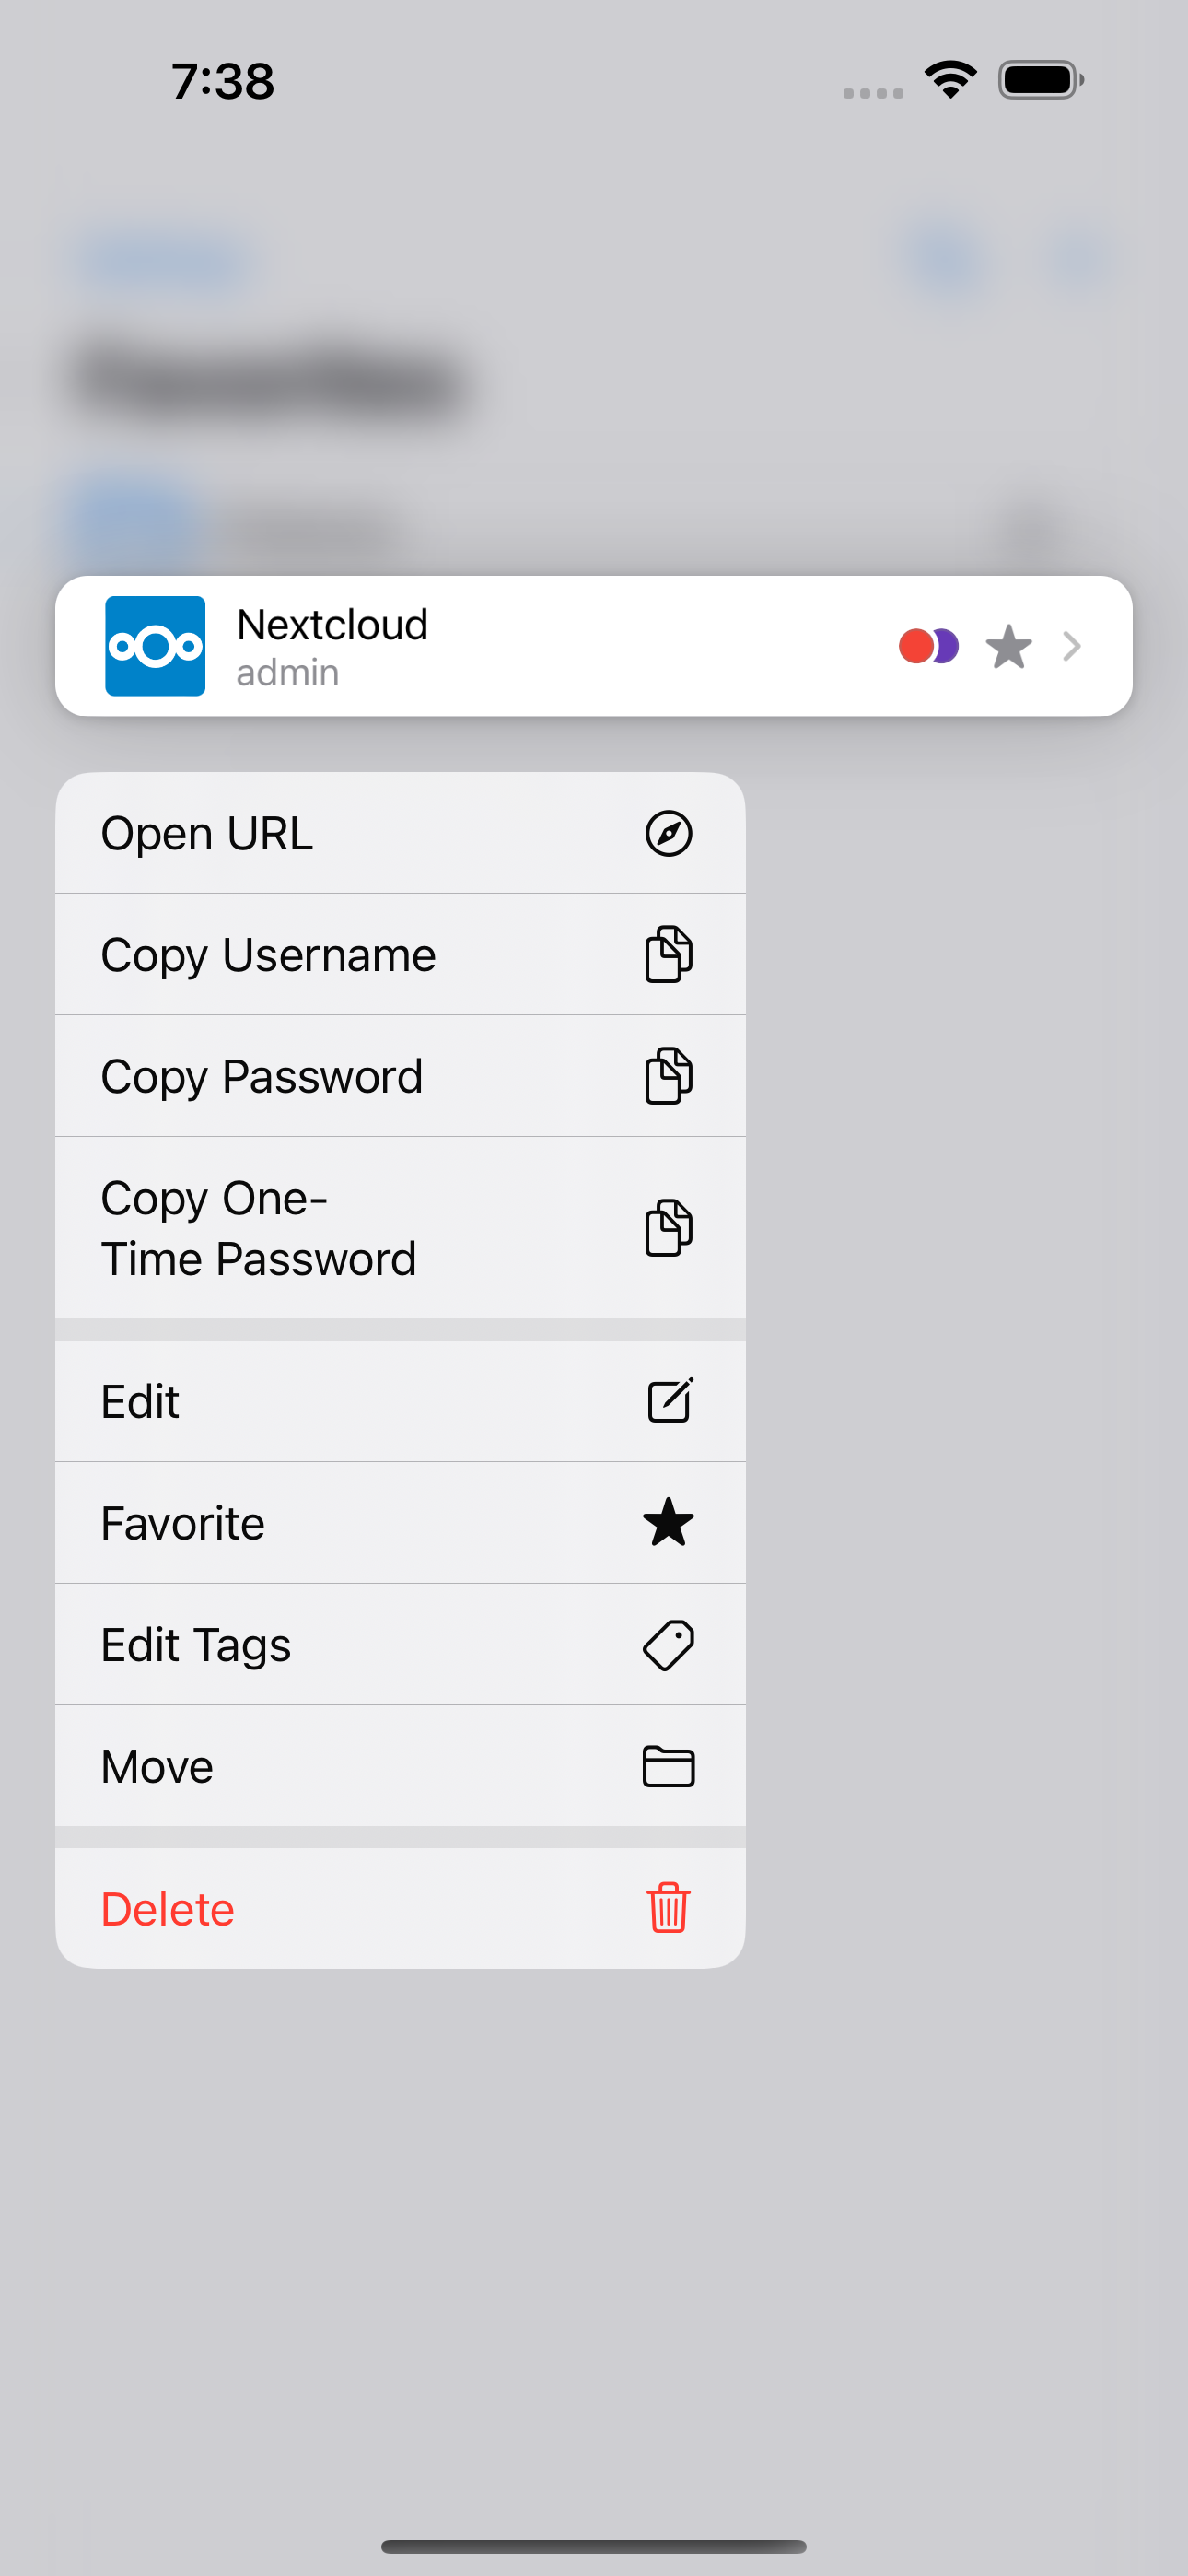 7:38
Nextcloud
admin
Open URL
Copy Username
Copy Password
Copy One-
Time Password
Edit
Favorite
Edit Tags
Move
Delete